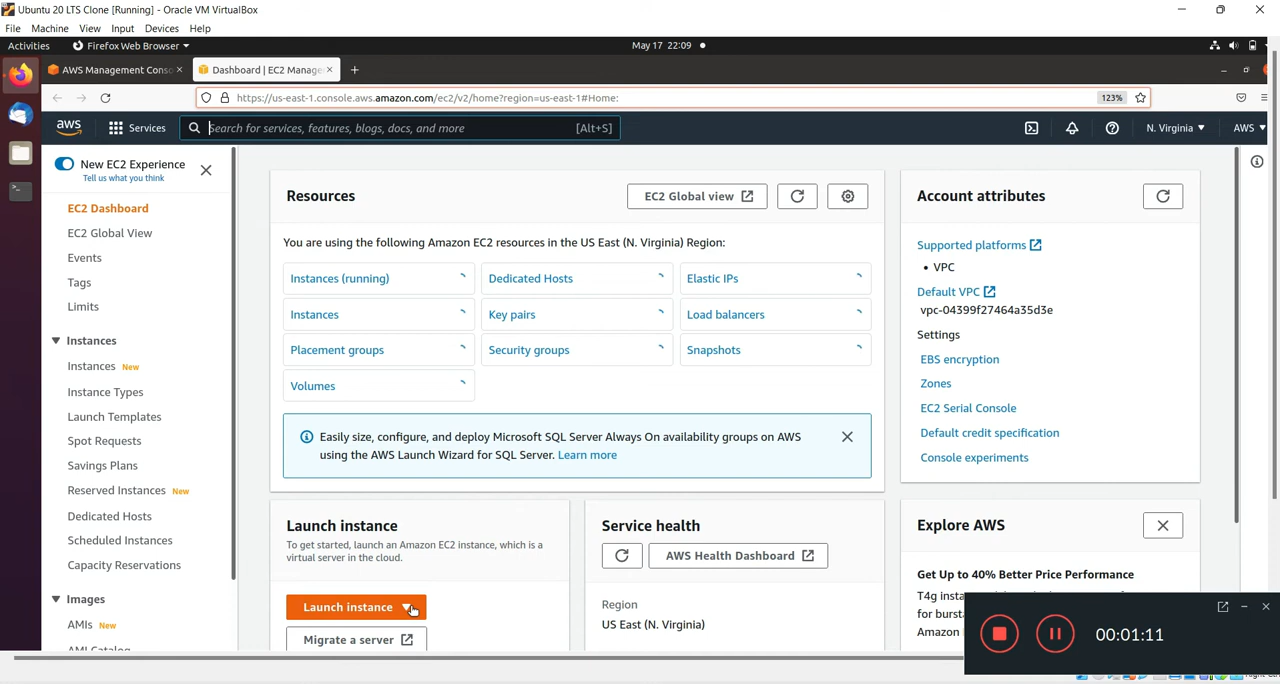 Ubuntu 20 LTS Clone [Running] - Oracle VM VirtualBox
File Machine View Input Devices Help
Activities Firefox Web Browser May 17 22:09
AWS Management Conso Dashboard | EC2 Manage
https://us-east-1.console.aws.amazon.com/ec2/v2/home?region=us-east-1#Home: 123%
aws Services Search for services, features, blogs, docs, and more [Alt+S] N. Virginia AWS
New EC2 Experience
Tell us what you think
EC2 Dashboard
EC2 Global View
Events
Tags
Limits
Instances
Instances New
Instance Types
Launch Templates
Spot Requests
Savings Plans
Reserved Instances New
Dedicated Hosts
Scheduled Instances
Capacity Reservations
Images
AMIs New
AMI Catalog
Resources
EC2 Global view
You are using the following Amazon EC2 resources in the US East (N. Virginia) Region:
Instances (running) Dedicated Hosts Elastic IPs
Instances Key pairs Load balancers
Placement groups Security groups Snapshots
Volumes
Easily size, configure, and deploy Microsoft SQL Server Always On availability groups on AWS
using the AWS Launch Wizard for SQL Server. Learn more
Launch instance
To get started, launch an Amazon EC2 instance, which is a
virtual server in the cloud.
Launch instance
Migrate a server
Service health
AWS Health Dashboard
Region
US East (N. Virginia)
Account attributes
Supported platforms
• VPC
Default VPC
vpc-04399f27464a35d3e
Settings
EBS encryption
Zones
EC2 Serial Console
Default credit specification
Console experiments
Explore AWS
Get Up to 40% Better Price Performance
T4g insta
for burst
Amazon
00:01:11